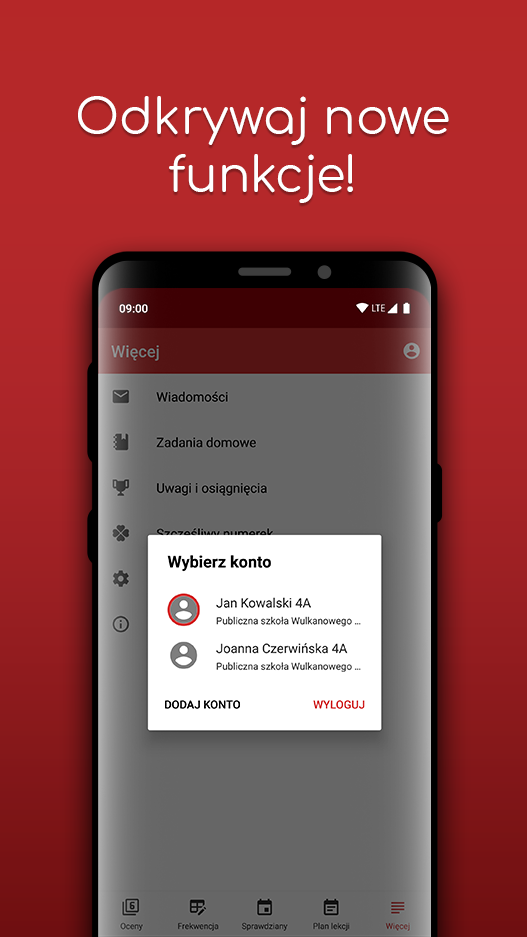 Odkrywaj nowe
funkcje!
09:00
LTE
Więcej
Wiadomości
Zadania domowe
Uwagi i osiągnięcia
Szczęśliwy numerek
Wybierz konto
Jan Kowalski 4A
Publiczna szkoła Wulkanowego ...
Joanna Czerwińska 4A
Publiczna szkoła Wulkanowego ...
DODAJ KONTO
WYLOGUJ
6
Oceny
Frekwencja
Sprawdziany
Plan lekcji
Więcej